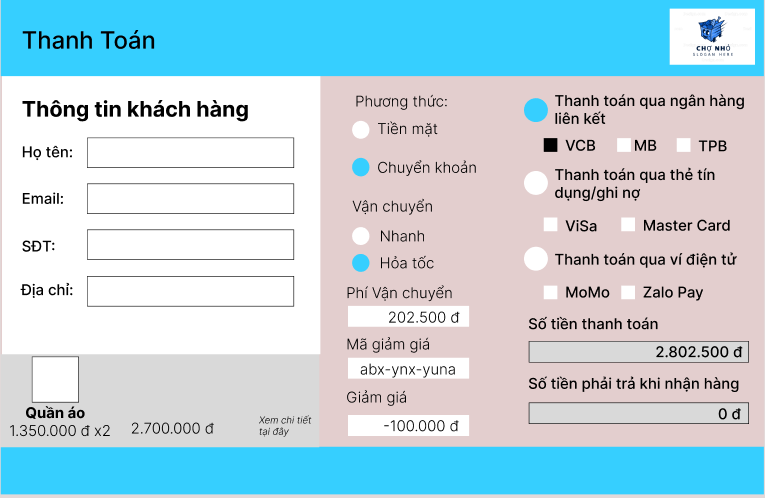 Thanh Toán
CHỢ NHỎ
SLOGAN HERE
Thông tin khách hàng
Họ tên:
Email:
SĐT:
Địa chỉ:
Quần áo
1.350.000 đ x2
2.700.000 đ
Xem chi tiết
tại đây
Phương thức:
Tiền mặt
Chuyển khoản
Vận chuyển
Nhanh
Hỏa tốc
Phí Vận chuyển
202.500 đ
Mã giảm giá
abx-ynx-yuna
Giảm giá
-100.000 đ
Thanh toán qua ngân hàng
liên kết
VCB MB TPB
Thanh toán qua thẻ tín
dụng/ghi nợ
ViSa Master Card
Thanh toán qua ví điện tử
MoMo Zalo Pay
Số tiền thanh toán
2.802.500 đ
Số tiền phải trả khi nhận hàng
0 đ